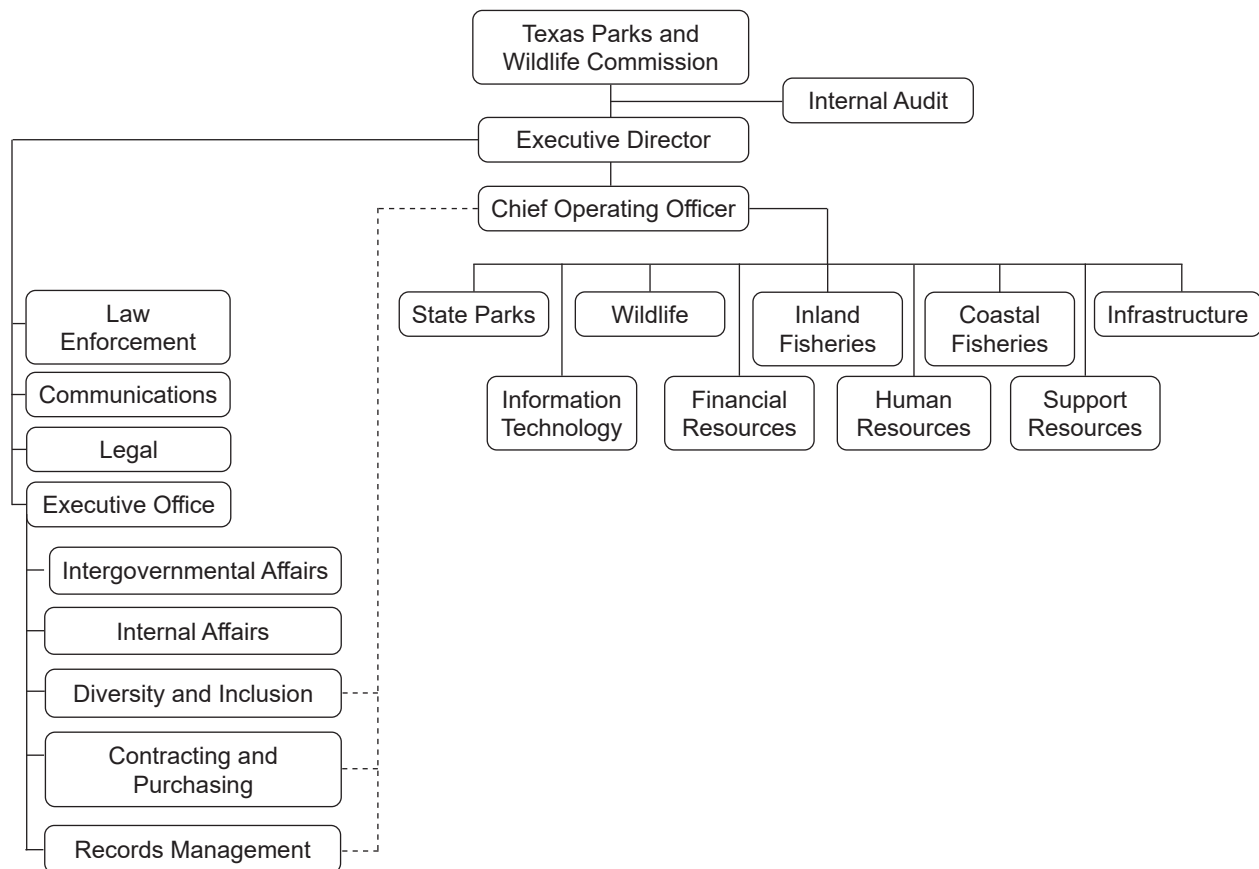 Texas Parks and
Wildlife Commission
Internal Audit
Executive Director
Chief Operating Officer
State Parks
Wildlife
Inland
Fisheries
Coastal
Fisheries
Infrastructure
Information
Technology
Financial
Resources
Human
Resources
Support
Resources
Law
Enforcement
Communications
Legal
Executive Office
Intergovernmental Affairs
Internal Affairs
Diversity and Inclusion
Contracting and
Purchasing
Records Management